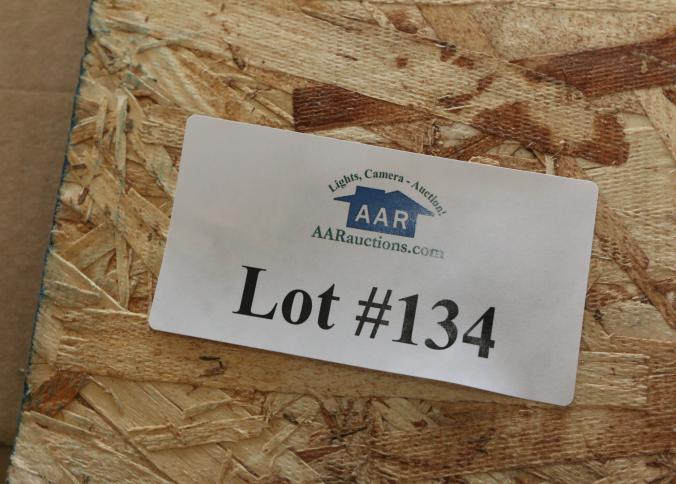 Lights, Camera - Auction!
AAR
AARauctions.com
Lot #134